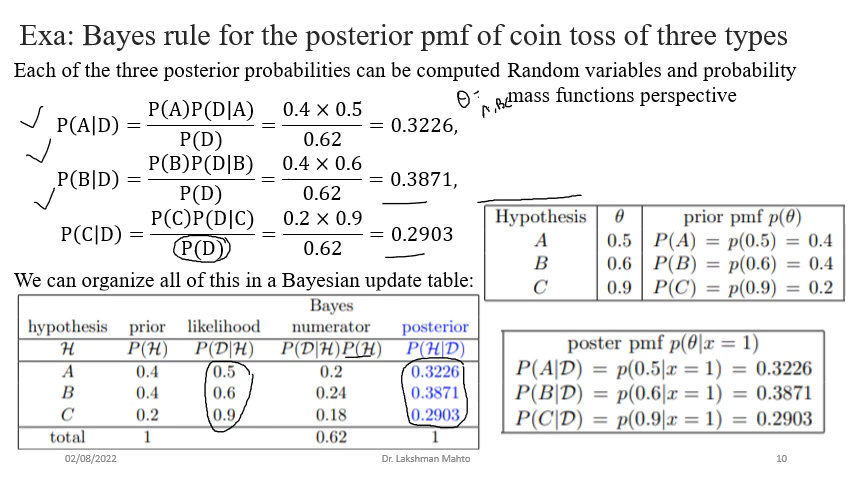 Exa: Bayes rule for the posterior pmf of coin toss of three types
Each of the three posterior probabilities can be computed
P(A|D) = P(A)P(D|A) / P(D) = 0.4 × 0.5 / 0.62 = 0.3226,
P(B|D) = P(B)P(D|B) / P(D) = 0.4 × 0.6 / 0.62 = 0.3871,
P(C|D) = P(C)P(D|C) / P(D) = 0.2 × 0.9 / 0.62 = 0.2903
We can organize all of this in a Bayesian update table:
Bayes
hypothesis prior likelihood numerator posterior
H P(H) P(D|H) P(D|H)P(H) P(H|D)
A 0.4 0.5 0.2 0.3226
B 0.4 0.6 0.24 0.3871
C 0.2 0.9 0.18 0.2903
total 1 0.62 1
Random variables and probability
mass functions perspective
Hypothesis θ prior pmf p(θ)
A 0.5 P(A) = p(0.5) = 0.4
B 0.6 P(B) = p(0.6) = 0.4
C 0.9 P(C) = p(0.9) = 0.2
poster pmf p(θ|x = 1)
P(A|D) = p(0.5|x = 1) = 0.3226
P(B|D) = p(0.6|x = 1) = 0.3871
P(C|D) = p(0.9|x = 1) = 0.2903
02/08/2022
Dr. Lakshman Mahto
10